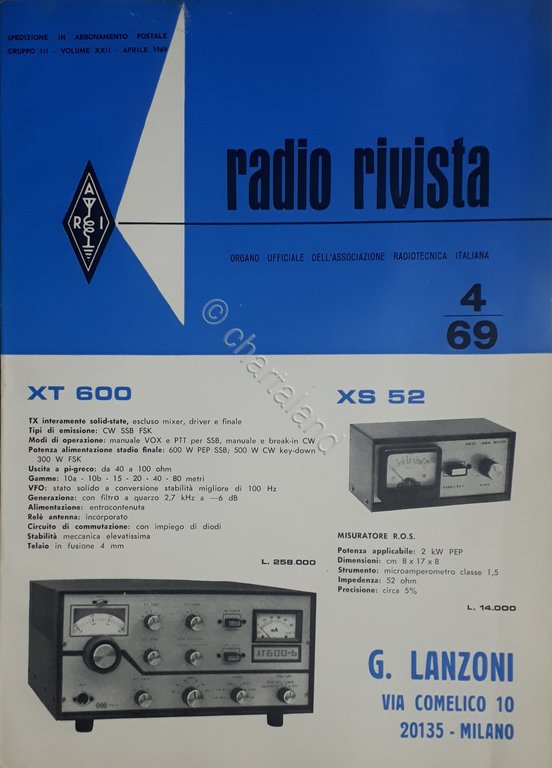 SPEDIZIONE IN ABBONAMENTO POSTALE
GRUPPO III - VOLUME XXII - APRILE 1969
A
R I
radio rivista
ORGANO UFFICIALE DELL'ASSOCIAZIONE RADIOTECNICA ITALIANA
4
69
© chartaland
XT 600
TX interamente solid-state, escluso mixer, driver e finale
Tipi di emissione: CW SSB FSK
Modi di operazione: manuale VOX e PTT per SSB, manuale e break-in CW
Potenza alimentazione stadio finale: 600 W PEP SSB; 500 W CW key-down
300 W FSK
Uscita a pi-greco: da 40 a 100 ohm
Gamme: 10a - 10b - 15 - 20 - 40 - 80 metri
VFO: stato solido a conversione stabilità migliore di 100 Hz
Generazione: con filtro a quarzo 2,7 kHz a —6 dB
Alimentazione: entrocontenuta
Relè antenna: incorporato
Circuito di commutazione: con impiego di diodi
Stabilità meccanica elevatissima
Telaio in fusione 4 mm
L. 258.000
XS 52
MISURATORE R.O.S.
Potenza applicabile: 2 kW PEP
Dimensioni: cm 8 x 17 x 8
Strumento: microamperometro classe 1,5
Impedenza: 52 ohm
Precisione: circa 5%
L. 14.000
XT600-b
G. LANZONI
VIA COMELICO 10
20135 - MILANO